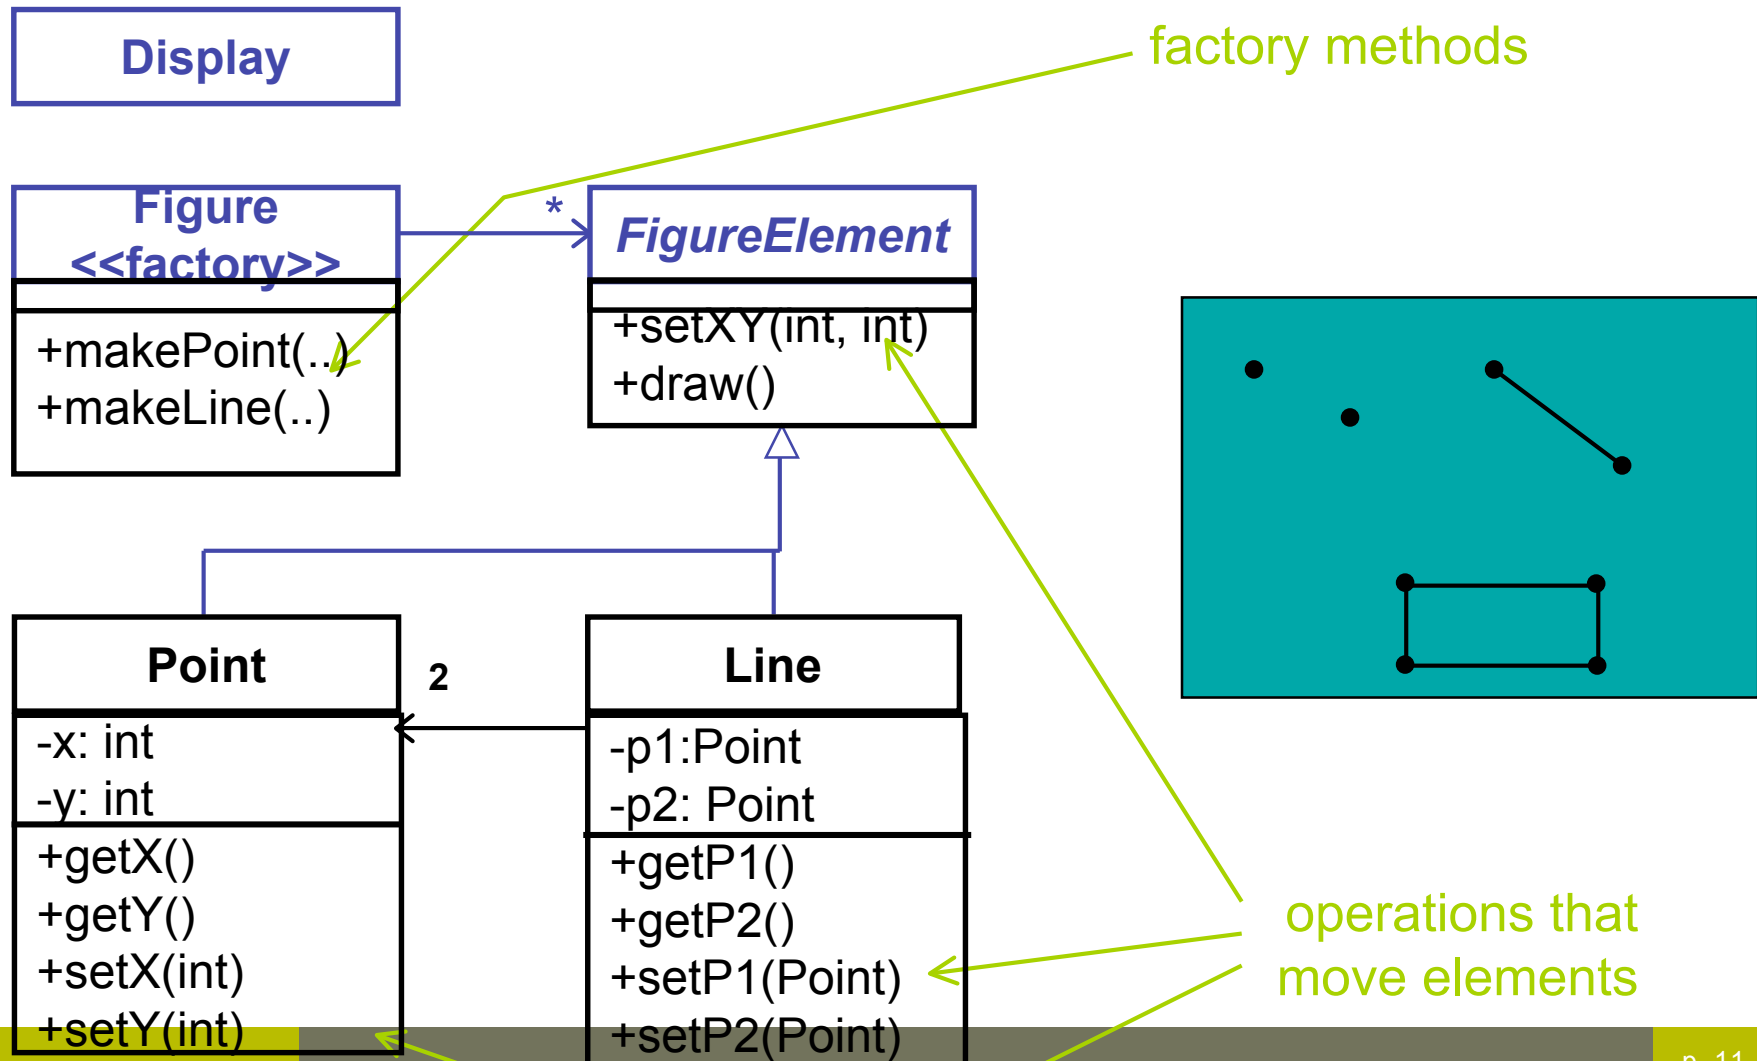 Display
factory methods
Figure
<<factory>>
*
FigureElement
+makePoint(..)
+makeLine(..)
+setXY(int, int)
+draw()
Point
2
Line
-x: int
-y: int
-p1:Point
-p2: Point
+getX()
+getY()
+setX(int)
+setY(int)
+getP1()
+getP2()
+setP1(Point)
+setP2(Point)
operations that
move elements
p. 11